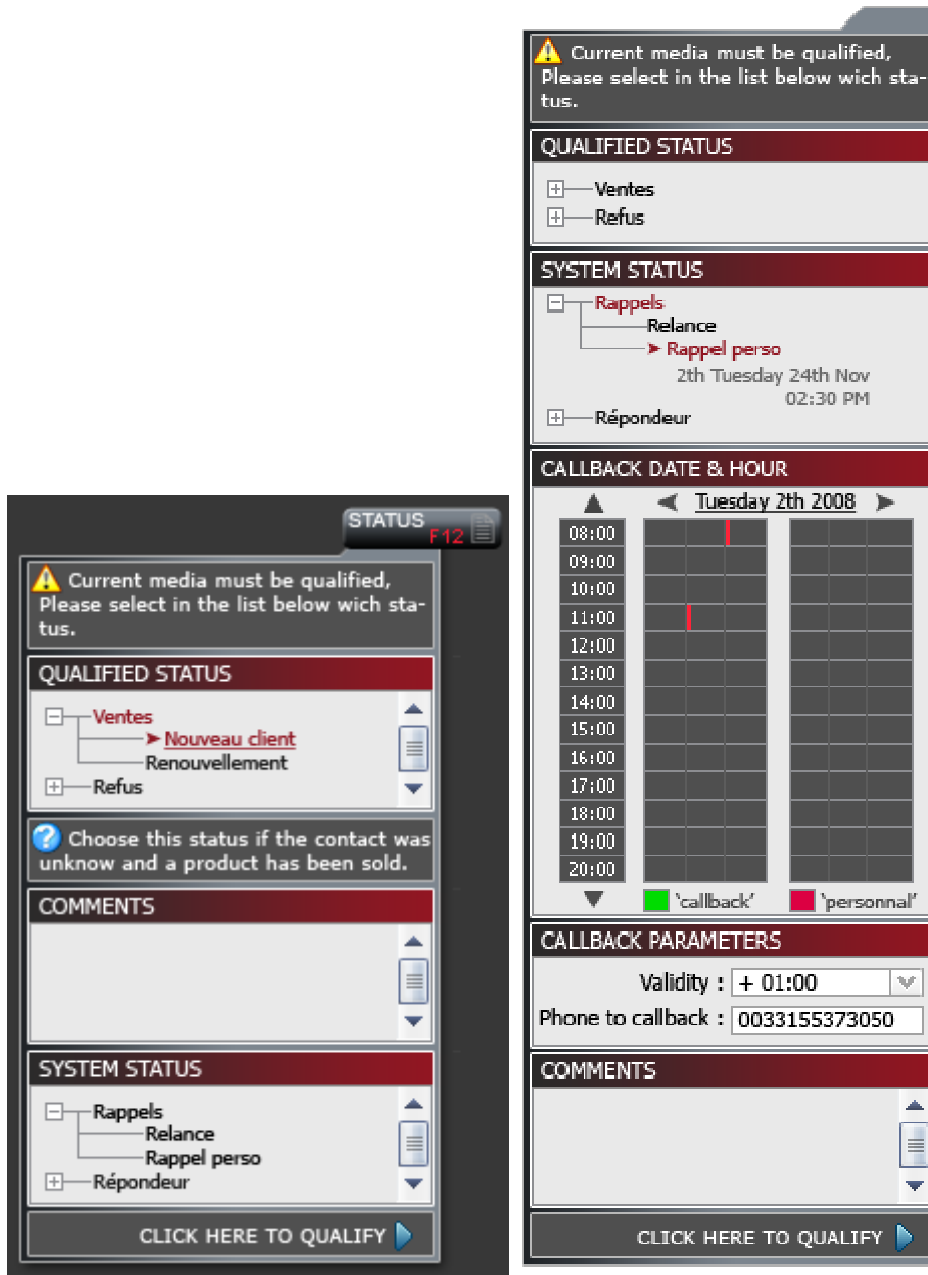 STATUS
F12
Current media must be qualified,
Please select in the list below wich sta-
tus.
QUALIFIED STATUS
Ventes
Nouveau client
Renouvellement
Refus
Choose this status if the contact was
unknow and a product has been sold.
COMMENTS
SYSTEM STATUS
Rappels
Relance
Rappel perso
Répondeur
CLICK HERE TO QUALIFY
Current media must be qualified,
Please select in the list below wich sta-
tus.
QUALIFIED STATUS
Ventes
Refus
SYSTEM STATUS
Rappels
Relance
Rappel perso
2th Tuesday 24th Nov
02:30 PM
Répondeur
CALLBACK DATE & HOUR
Tuesday 2th 2008
08:00
09:00
10:00
11:00
12:00
13:00
14:00
15:00
16:00
17:00
18:00
19:00
20:00
'callback' 'personnal'
CALLBACK PARAMETERS
Validity : + 01:00
Phone to callback : 0033155373050
COMMENTS
CLICK HERE TO QUALIFY